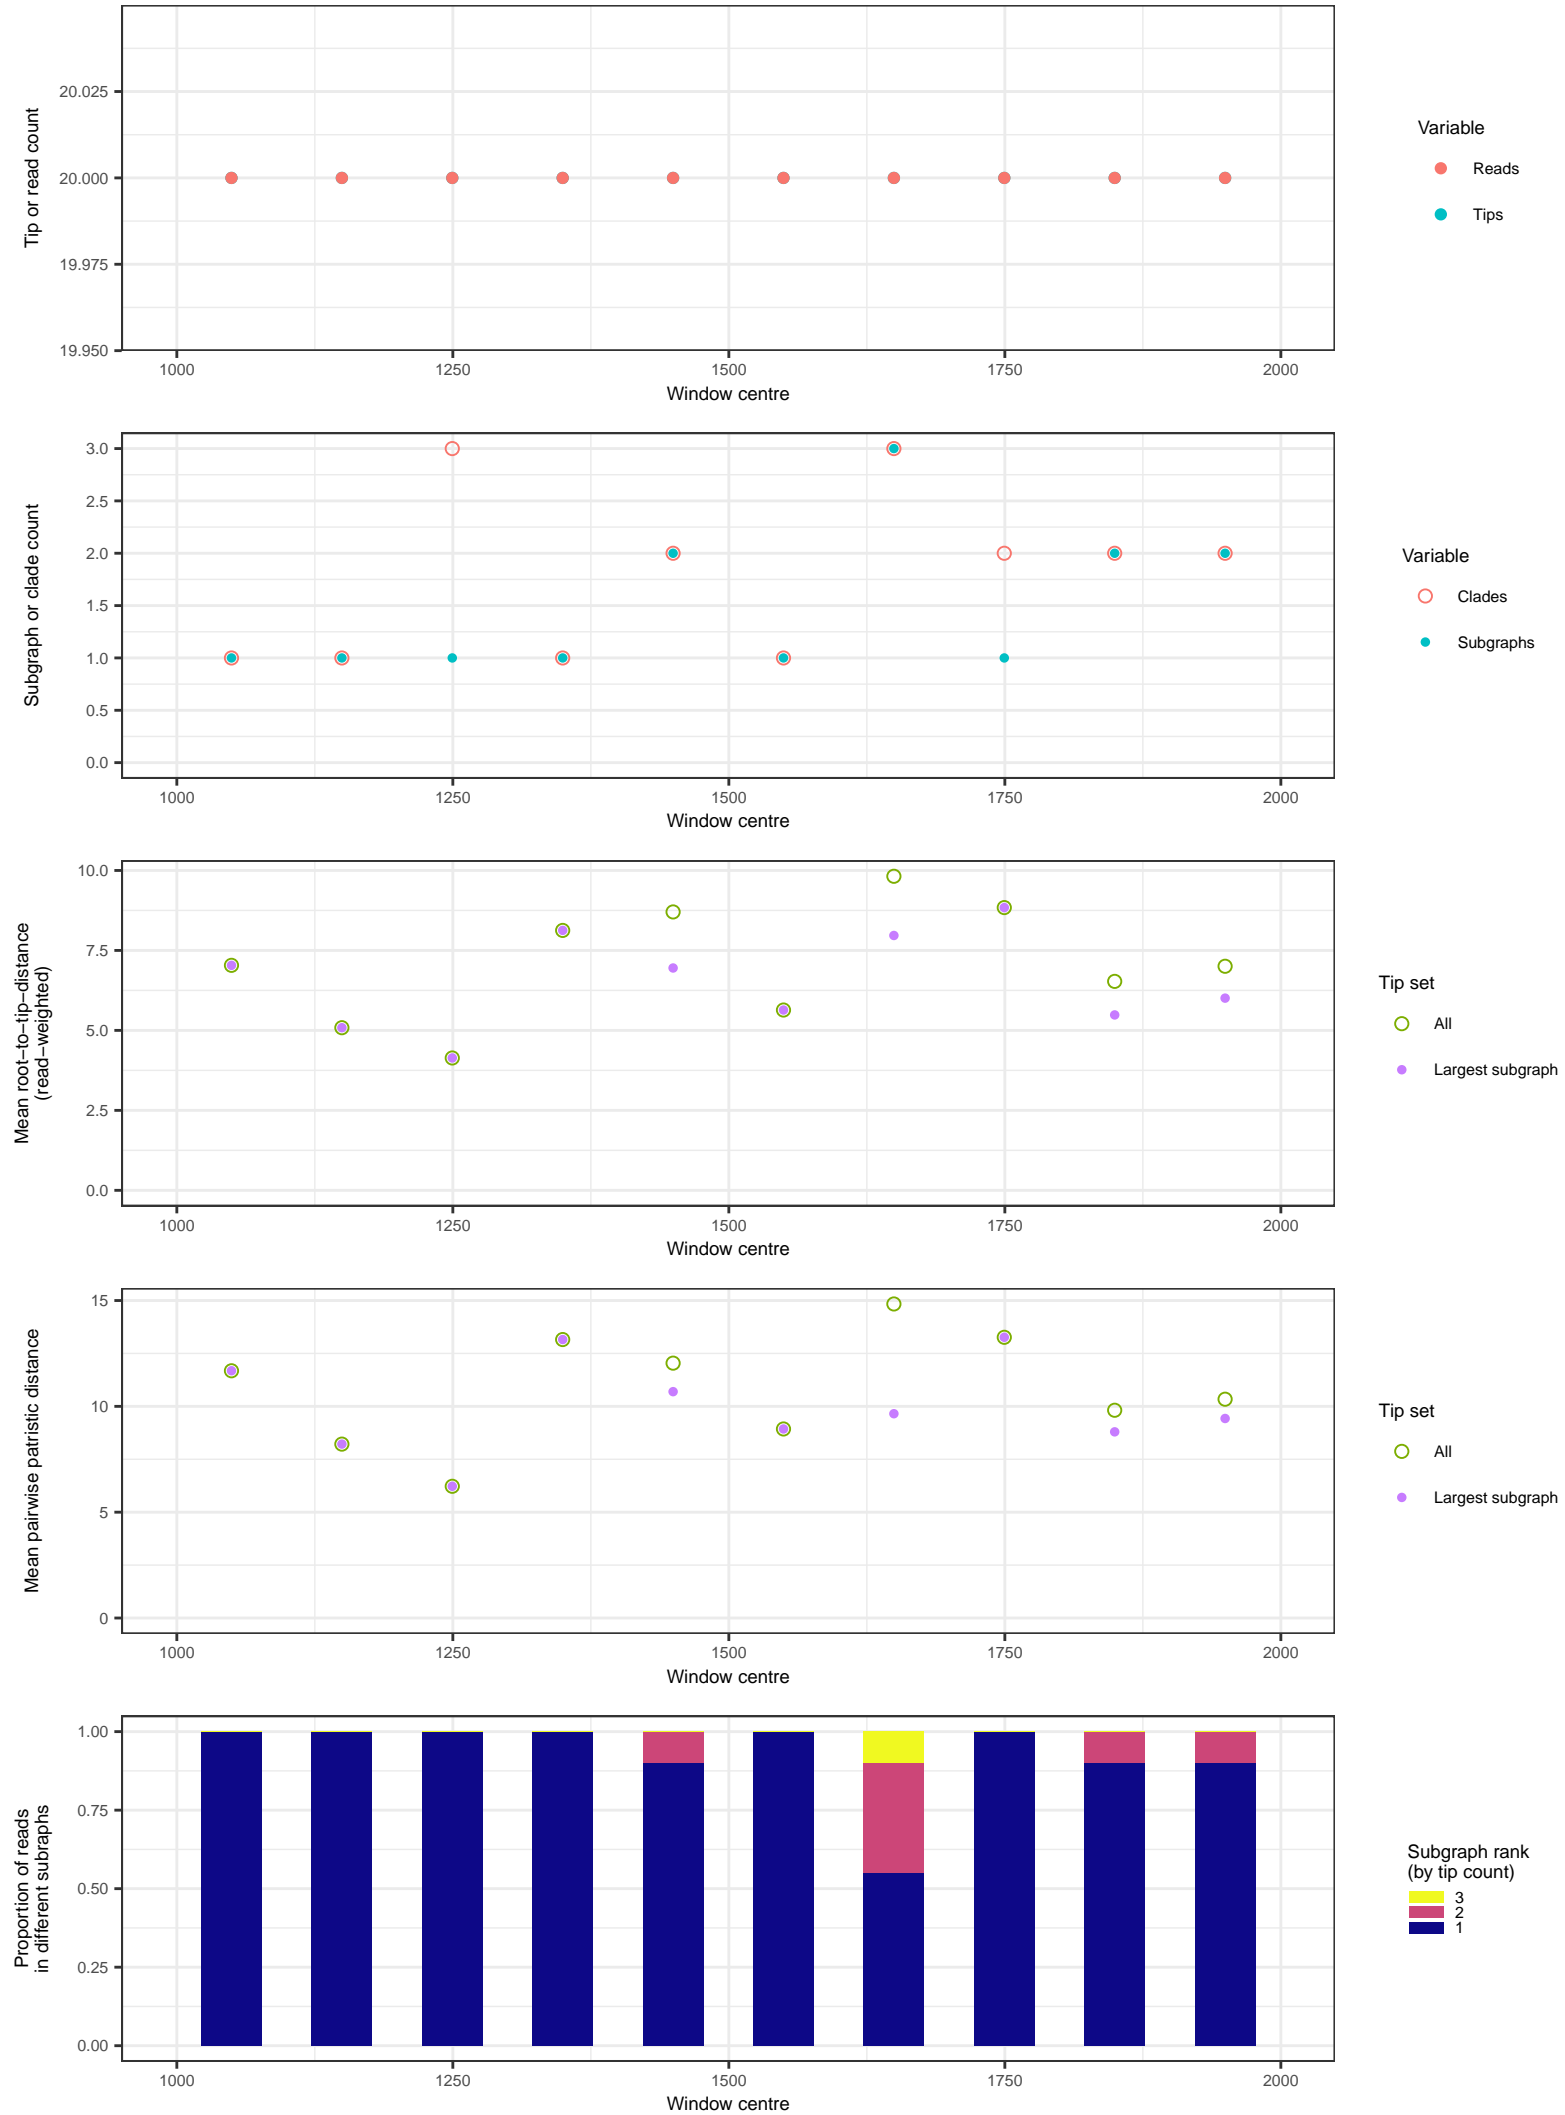 Tip or read count
20.025
20.000
19.975
19.950
1000 1250 1500 1750 2000
Window centre
Variable
Reads
Tips
Subgraph or clade count
3.0
2.5
2.0
1.5
1.0
0.5
0.0
1000 1250 1500 1750 2000
Window centre
Variable
Clades
Subgraphs
Mean root−to−tip−distance
(read−weighted)
10.0
7.5
5.0
2.5
0.0
1000 1250 1500 1750 2000
Window centre
Tip set
All
Largest subgraph
Mean pairwise patristic distance
15
10
5
0
1000 1250 1500 1750 2000
Window centre
Tip set
All
Largest subgraph
Proportion of reads
in different subraphs
1.00
0.75
0.50
0.25
0.00
1000 1250 1500 1750 2000
Window centre
Subgraph rank
(by tip count)
3
2
1